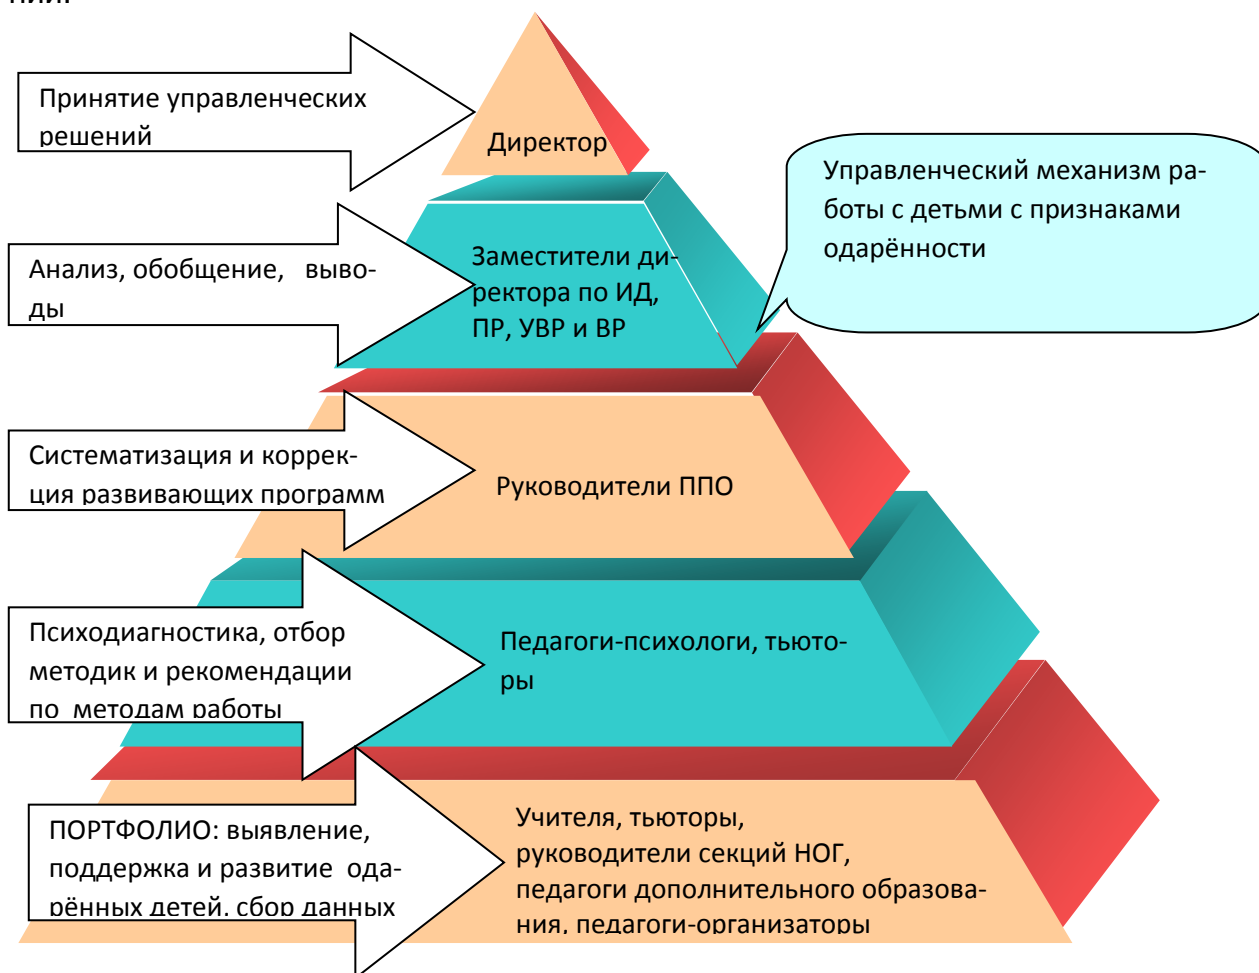 Принятие управленческих
решений
Директор
Управленческий механизм ра-
боты с детьми с признаками
одарённости
Анализ, обобщение, выво-
ды
Заместители ди-
ректора по ИД,
ПР, УВР и ВР
Систематизация и коррек-
ция развивающих программ
Руководители ППО
Психодиагностика, отбор
методик и рекомендации
по методам работы
Педагоги-психологи, тьюто-
ры
ПОРТФОЛИО: выявление,
поддержка и развитие ода-
рённых детей, сбор данных
Учителя, тьюторы,
руководители секций НОГ,
педагоги дополнительного образова-
ния, педагоги-организаторы